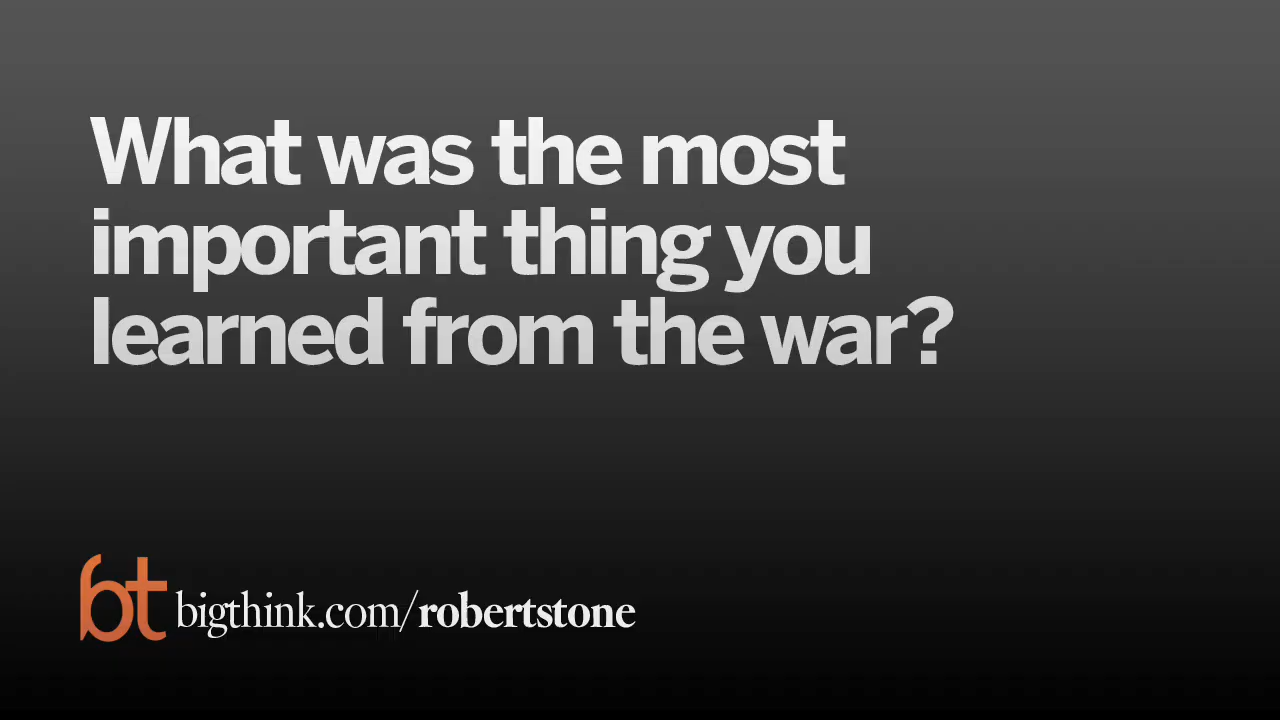 What was the most
important thing you
learned from the war?
bt bigthink.com/robertstone